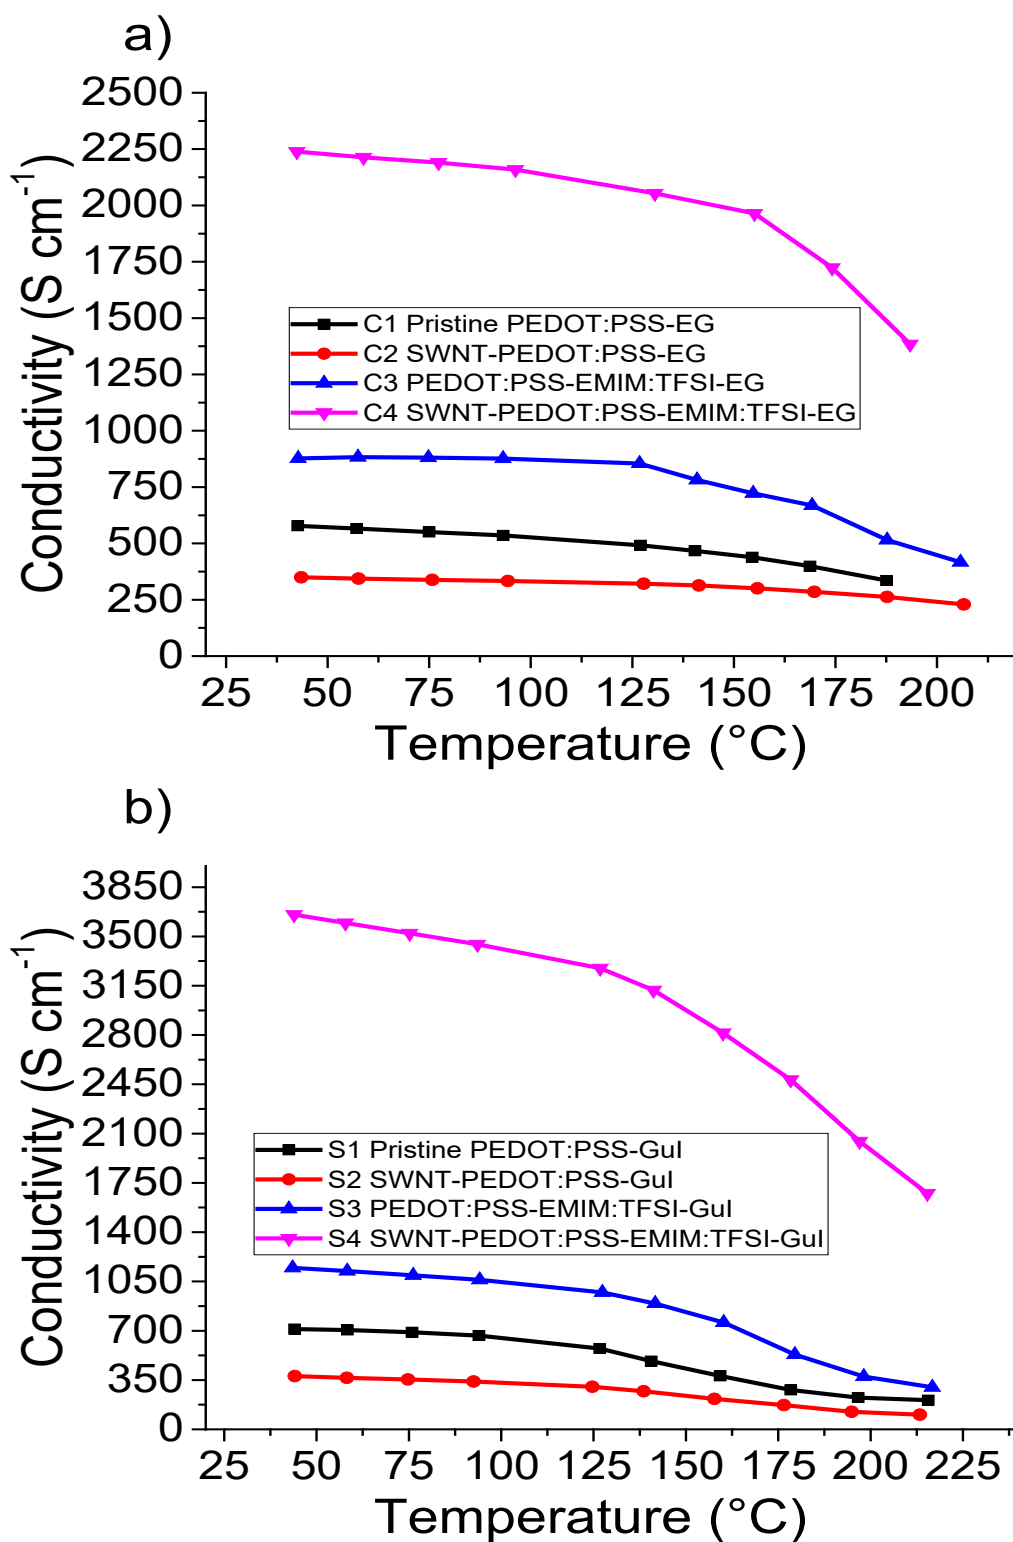 a)
2500
2250
2000
1750
1500
1250
1000
750
500
250
0
Conductivity (S cm⁻¹)
C1 Pristine PEDOT:PSS-EG
C2 SWNT-PEDOT:PSS-EG
C3 PEDOT:PSS-EMIM:TFSI-EG
C4 SWNT-PEDOT:PSS-EMIM:TFSI-EG
25 50 75 100 125 150 175 200
Temperature (°C)
b)
3850
3500
3150
2800
2450
2100
1750
1400
1050
700
350
0
Conductivity (S cm⁻¹)
S1 Pristine PEDOT:PSS-GuI
S2 SWNT-PEDOT:PSS-GuI
S3 PEDOT:PSS-EMIM:TFSI-GuI
S4 SWNT-PEDOT:PSS-EMIM:TFSI-GuI
25 50 75 100 125 150 175 200 225
Temperature (°C)